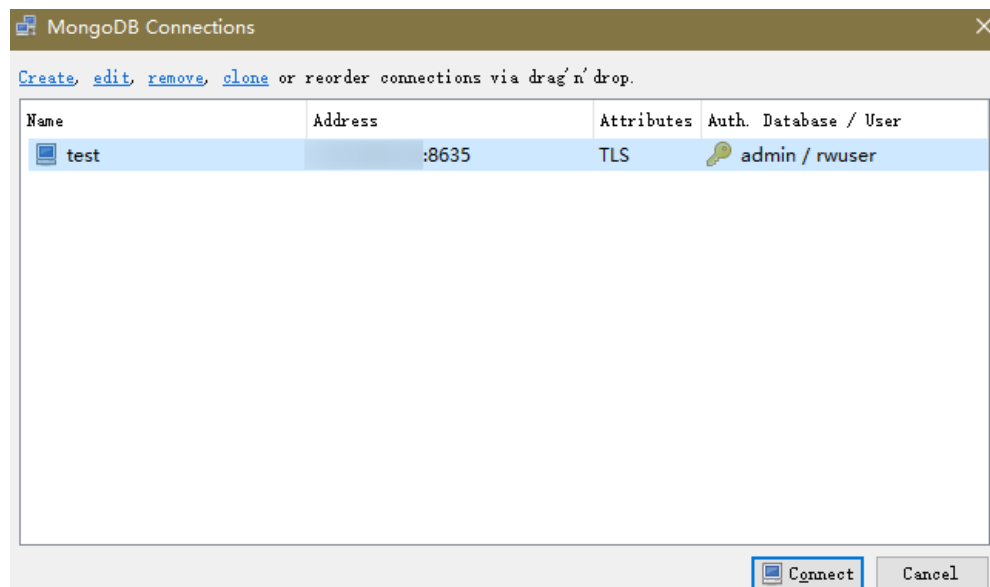 MongoDB Connections
Create, edit, remove, clone or reorder connections via drag'n'drop.
Name Address Attributes Auth. Database / User
test :8635 TLS admin / rwuser
Connect Cancel